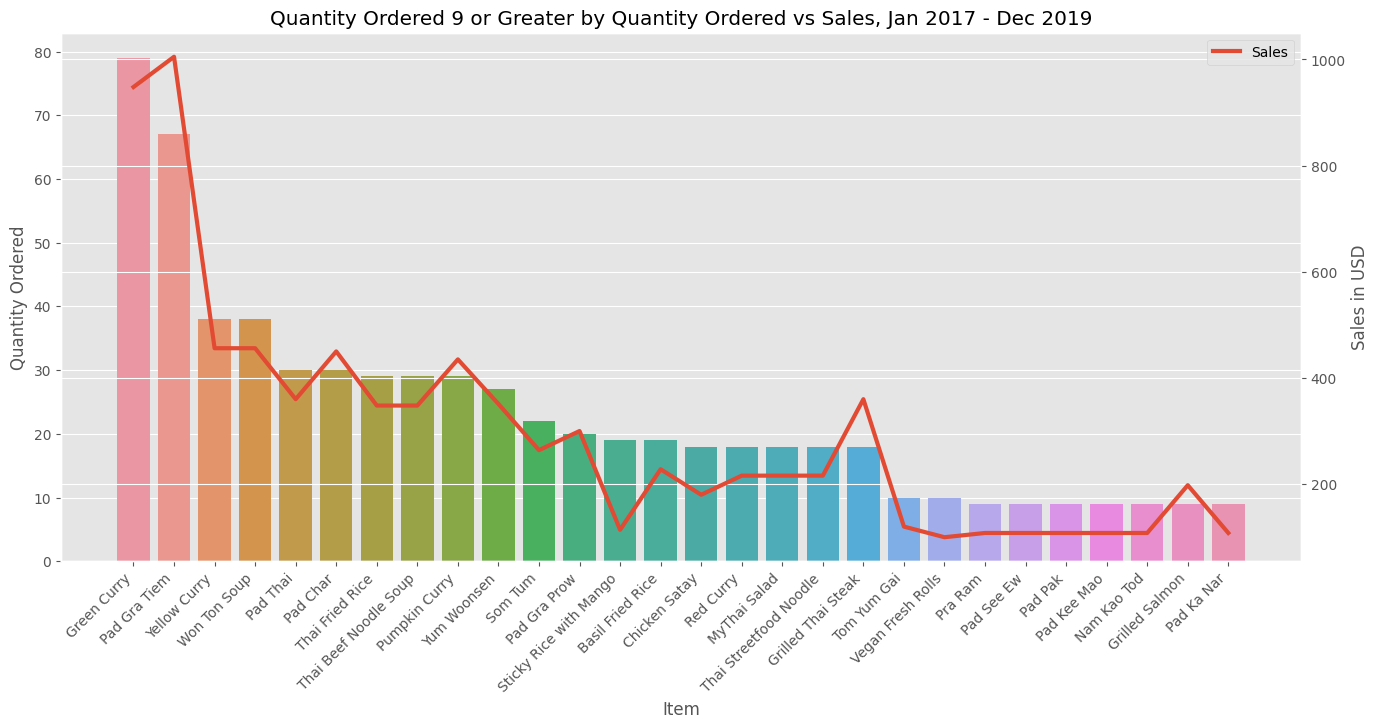 Quantity Ordered 9 or Greater by Quantity Ordered vs Sales, Jan 2017 - Dec 2019
Sales
Quantity Ordered
80
70
60
50
40
30
20
10
0
1000
800
600
400
200
Sales in USD
Green Curry
Pad Gra Tiem
Yellow Curry
Won Ton Soup
Pad Thai
Pad Char
Thai Fried Rice
Thai Beef Noodle Soup
Pumpkin Curry
Yum Woonsen
Som Tum
Pad Gra Prow
Sticky Rice with Mango
Basil Fried Rice
Chicken Satay
Red Curry
MyThai Salad
Thai Streetfood Noodle
Grilled Thai Steak
Tom Yum Gai
Vegan Fresh Rolls
Pra Ram
Pad See Ew
Pad Pak
Pad Kee Mao
Nam Kao Tod
Grilled Salmon
Pad Ka Nar
Item